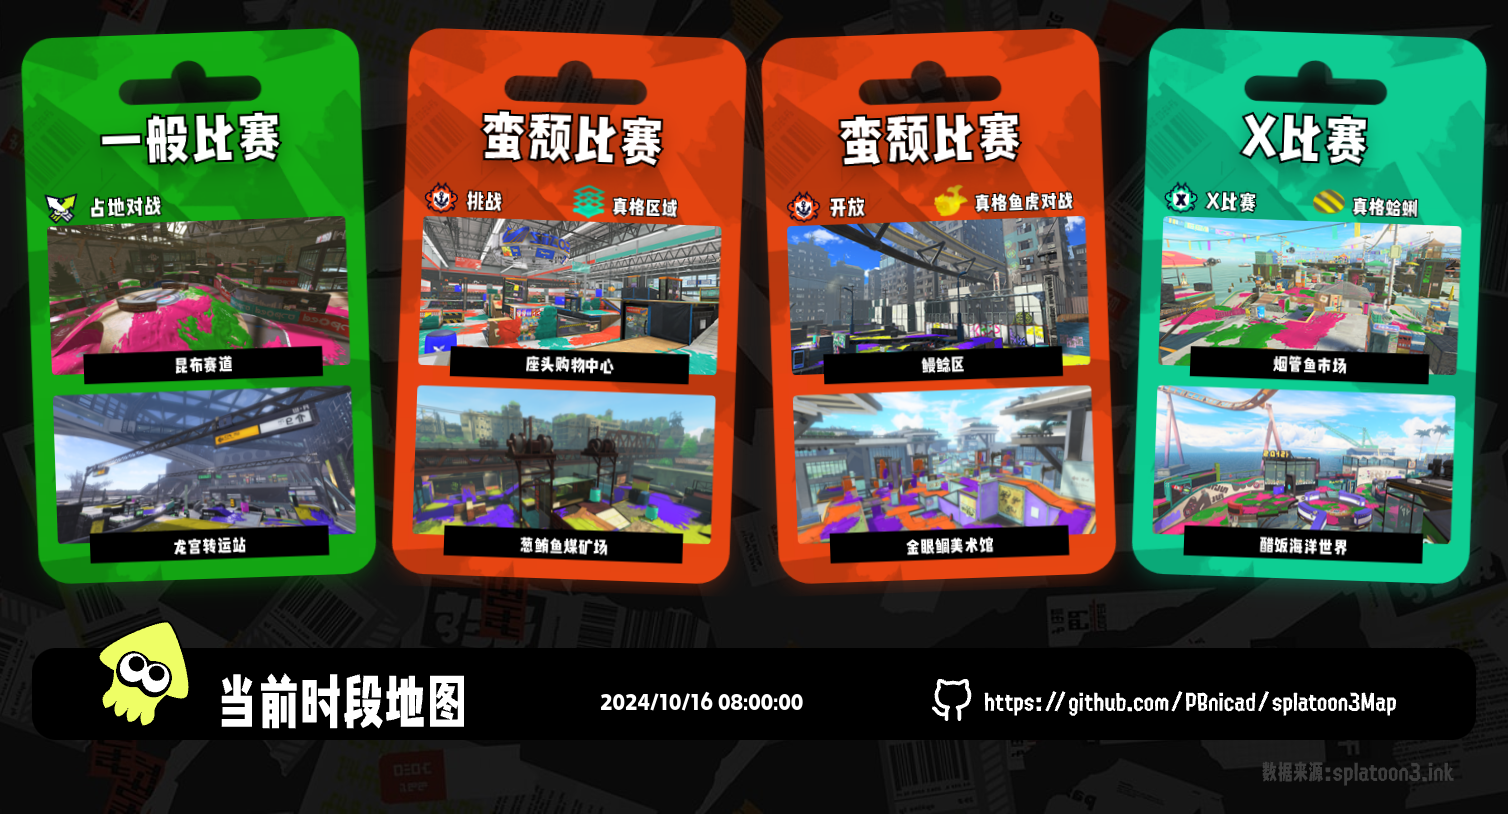 一般比赛
占地对战
昆布赛道
龙宫转运站
蛮颓比赛
挑战
真格区域
座头购物中心
葱鲔鱼煤矿场
蛮颓比赛
开放
真格鱼虎对战
鳗鲶区
金眼鲷美术馆
X比赛
X比赛
真格蛤蜊
烟管鱼市场
醋饭海洋世界
当前时段地图
2024/10/16 08:00:00
https://github.com/PBnicad/splatoon3Map
数据来源:splatoon3.ink